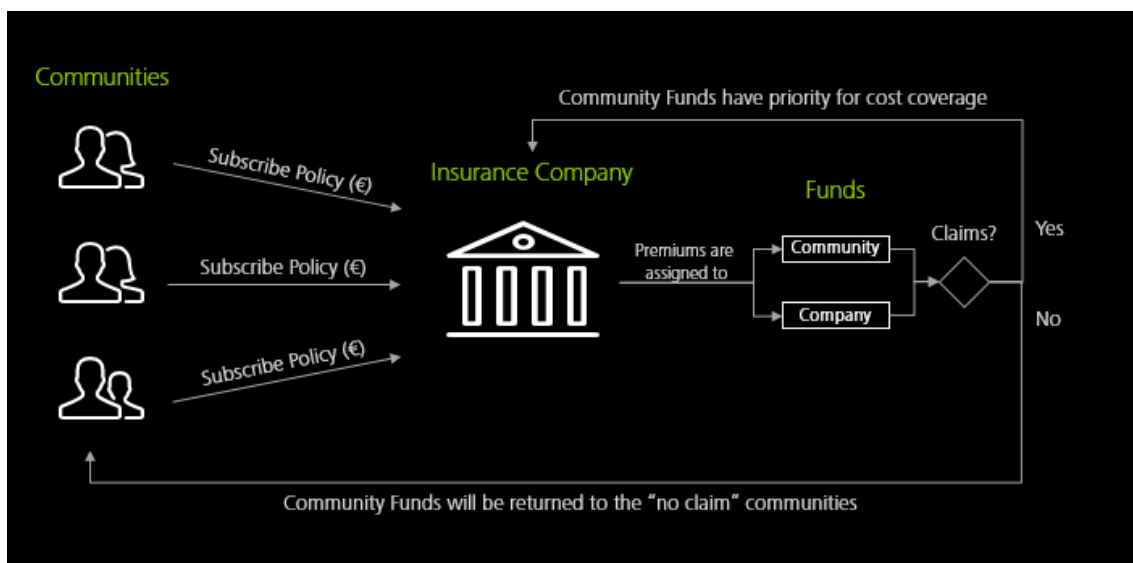 Communities
Community Funds have priority for cost coverage
Subscribe Policy (€)
Insurance Company
Funds
Claims?
Yes
Community
Premiums are
assigned to
Subscribe Policy (€)
Company
No
Subscribe Policy (€)
Community Funds will be returned to the “no claim” communities